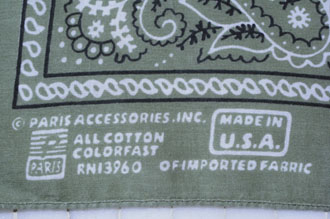 © PARIS ACCESSORIES, INC.
MADE IN
U.S.A.
ALL COTTON
COLORFAST
PARIS
RN13960 OF IMPORTED FABRIC